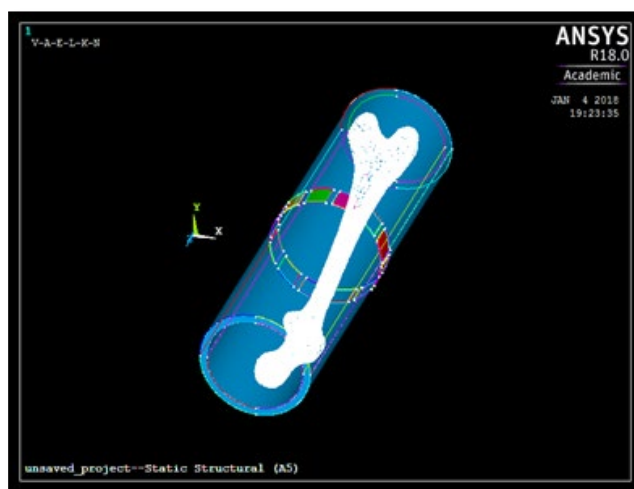 1
V-A-E-L-K-N
ANSYS
R18.0
Academic
JAN 4 2018
19:23:35
Y
X
unsaved_project--Static Structural (A5)